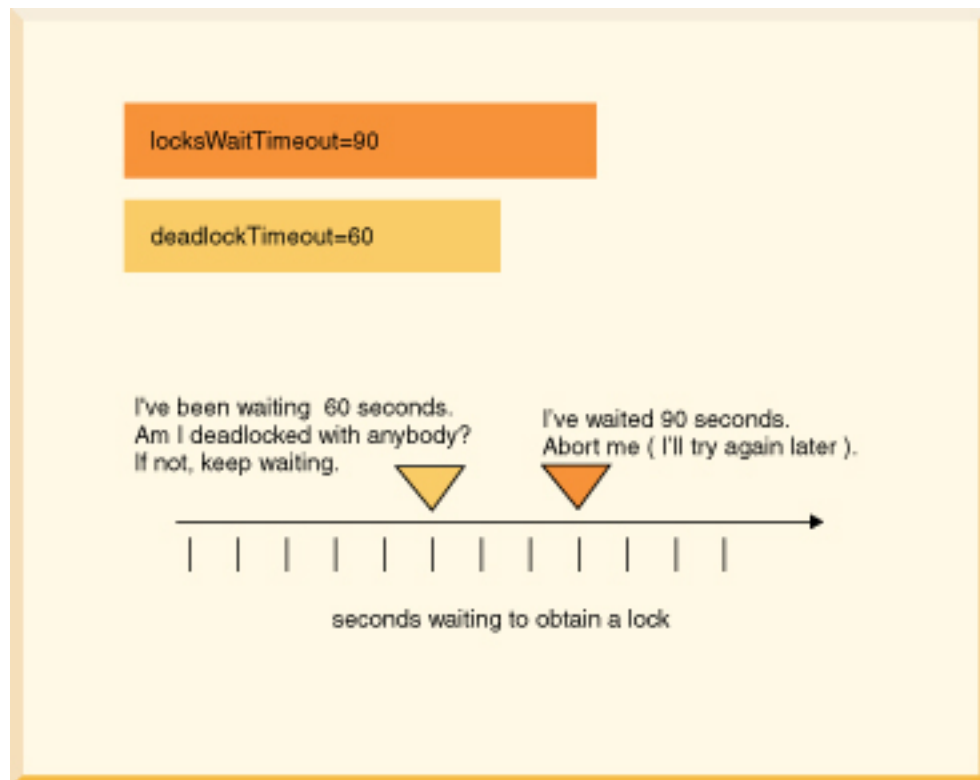 locksWaitTimeout=90
deadlockTimeout=60
I've been waiting 60 seconds.
Am I deadlocked with anybody?
If not, keep waiting.
I've waited 90 seconds.
Abort me ( I'll try again later ).
seconds waiting to obtain a lock